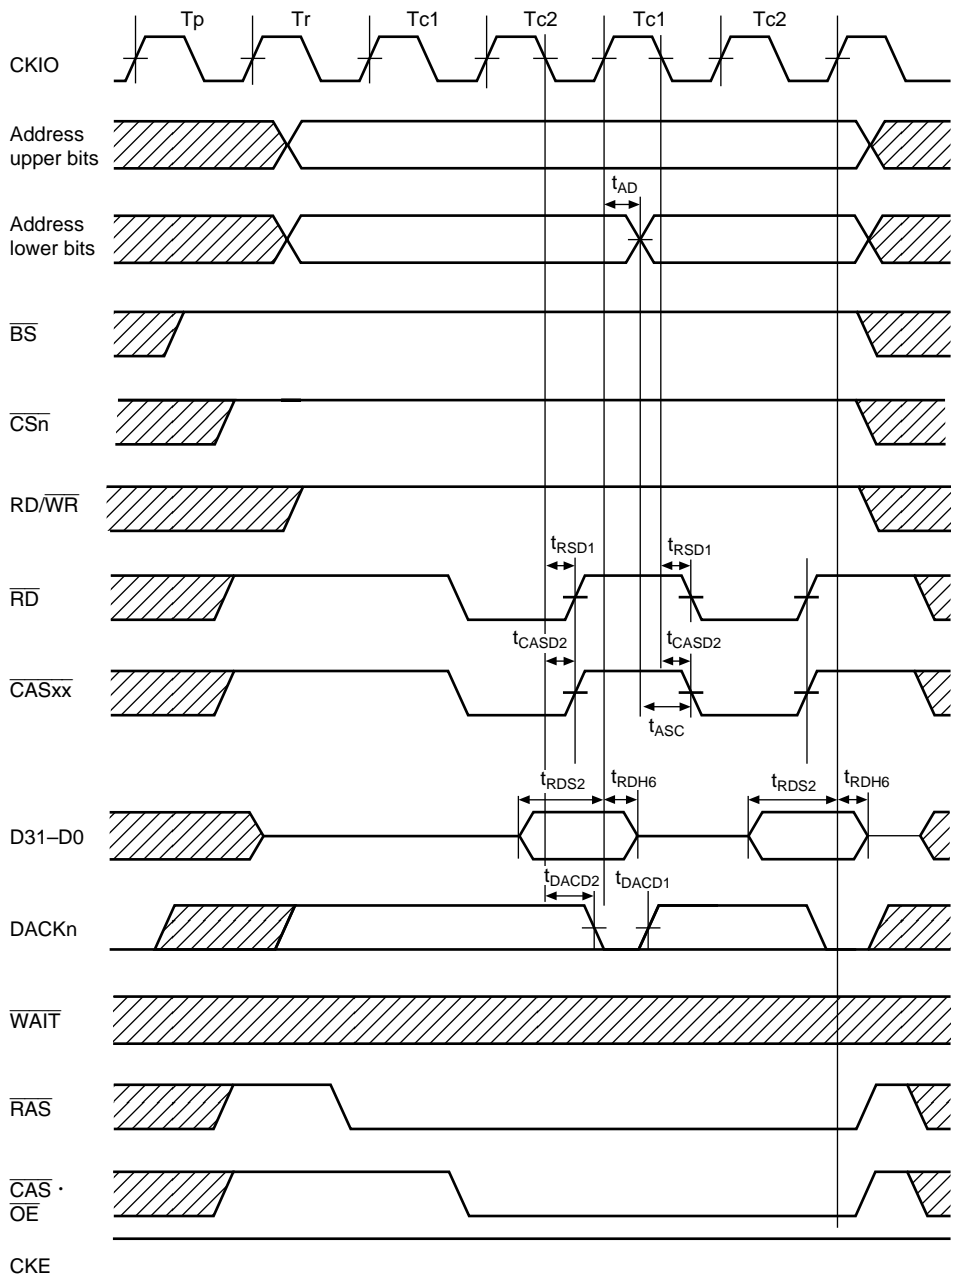 Tp Tr Tc1 Tc2 Tc1 Tc2
CKIO
Address
upper bits
tAD
Address
lower bits
BS
CSn
RD/WR
tRSD1 tRSD1
RD
tCASD2 tCASD2
CASxx
tASC
tRDS2 tRDH6 tRDS2 tRDH6
D31–D0
tDACD2 tDACD1
DACKn
WAIT
RAS
CAS ·
OE
CKE